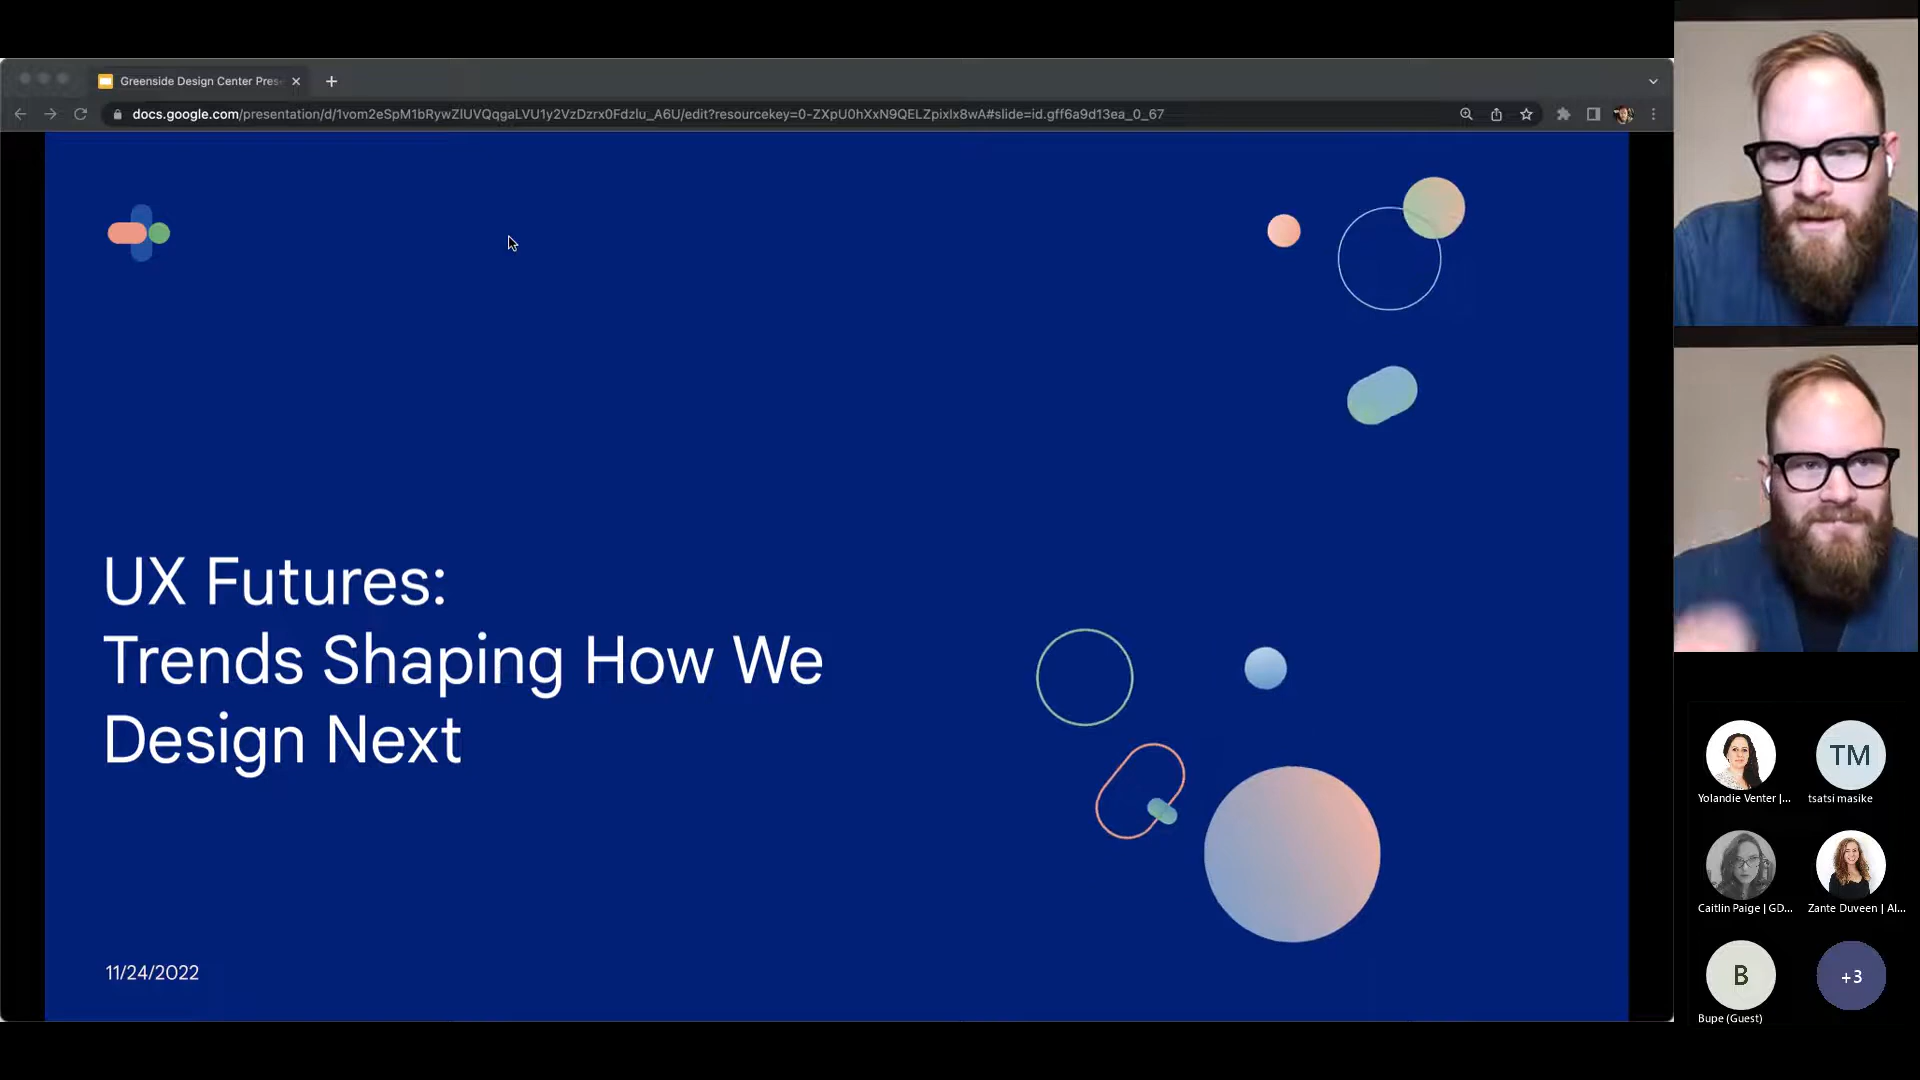 Greenside Design Center Pres
docs.google.com/presentation/d/1vom2eSpM1bRywZlUVQqgaLVU1y2VzDzrx0Fdzlu_A6U/edit?resourcekey=0-ZXpU0hXxN9QELZpixlx8wA#slide=id.gff6a9d13ea_0_67
UX Futures:
Trends Shaping How We
Design Next
11/24/2022
TM
Yolandie Venter |...
tsatsi masike
Caitlin Paige | GD...
Zante Duveen | Al...
B
+3
Bupe (Guest)